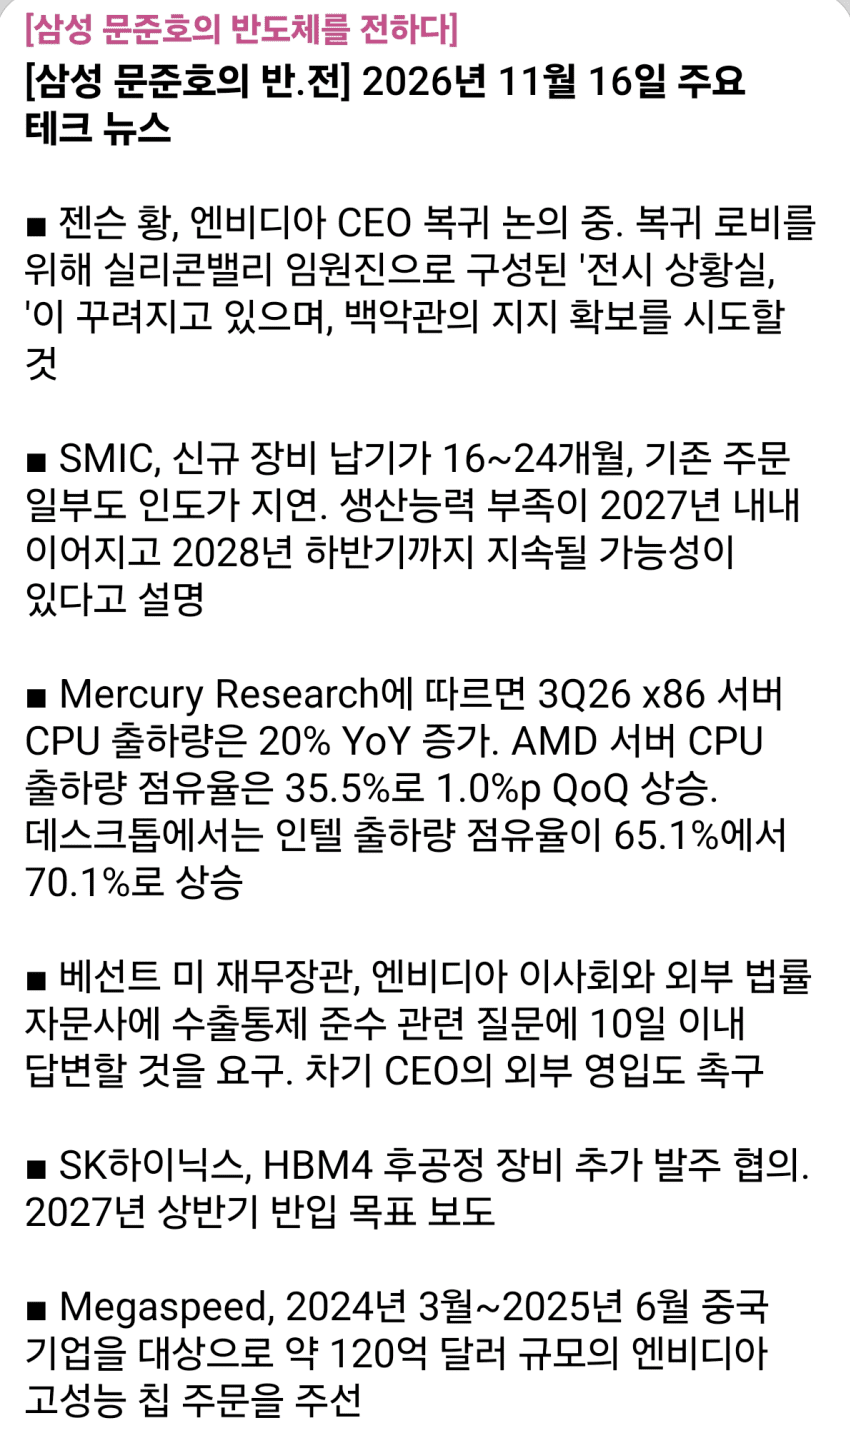 [삼성 문준호의 반도체를 전하다]
[삼성 문준호의 반.전] 2026년 11월 16일 주요
테크 뉴스
■ 젠슨 황, 엔비디아 CEO 복귀 논의 중. 복귀 로비를
위해 실리콘밸리 임원진으로 구성된 '전시 상황실,
'이 꾸려지고 있으며, 백악관의 지지 확보를 시도할
것
■ SMIC, 신규 장비 납기가 16~24개월, 기존 주문
일부도 인도가 지연. 생산능력 부족이 2027년 내내
이어지고 2028년 하반기까지 지속될 가능성이
있다고 설명
■ Mercury Research에 따르면 3Q26 x86 서버
CPU 출하량은 20% YoY 증가. AMD 서버 CPU
출하량 점유율은 35.5%로 1.0%p QoQ 상승.
데스크톱에서는 인텔 출하량 점유율이 65.1%에서
70.1%로 상승
■ 베선트 미 재무장관, 엔비디아 이사회와 외부 법률
자문사에 수출통제 준수 관련 질문에 10일 이내
답변할 것을 요구. 차기 CEO의 외부 영입도 촉구
■ SK하이닉스, HBM4 후공정 장비 추가 발주 협의.
2027년 상반기 반입 목표 보도
■ Megaspeed, 2024년 3월~2025년 6월 중국
기업을 대상으로 약 120억 달러 규모의 엔비디아
고성능 칩 주문을 주선